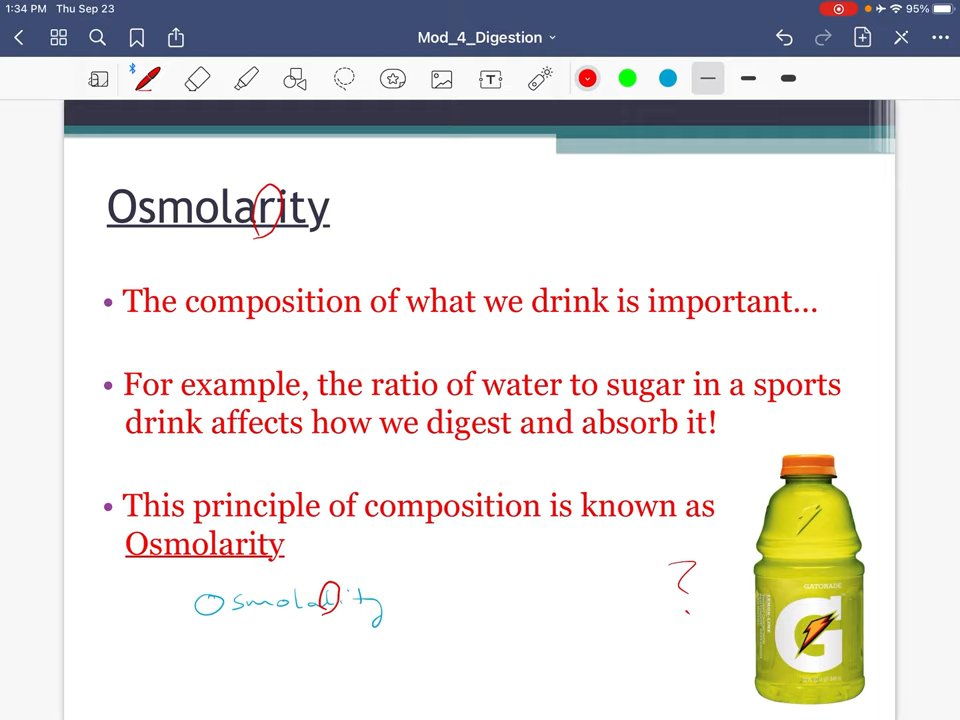 1:34 PM Thu Sep 23
95%
Mod_4_Digestion
T
Osmolarity
• The composition of what we drink is important...
• For example, the ratio of water to sugar in a sports
drink affects how we digest and absorb it!
• This principle of composition is known as
Osmolarity
Osmolality
?
GATORADE
G